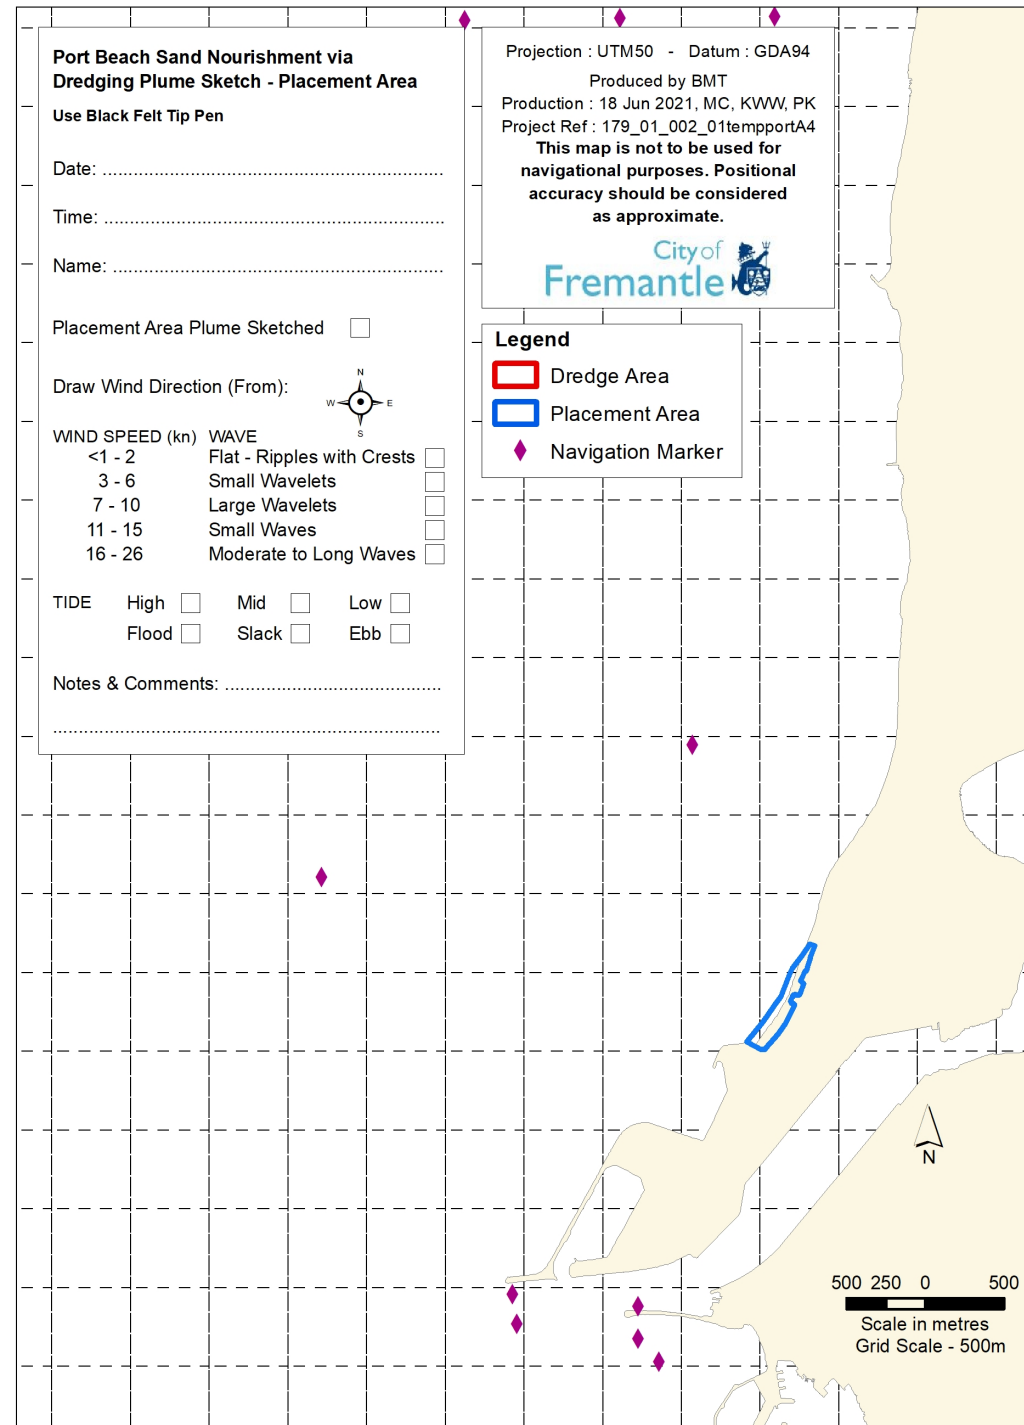 Port Beach Sand Nourishment via
Dredging Plume Sketch - Placement Area
Use Black Felt Tip Pen
Date: ....................................................................
Time: ....................................................................
Name: ..................................................................
Placement Area Plume Sketched
Draw Wind Direction (From):
N
W E
S
WIND SPEED (kn) WAVE
<1 - 2 Flat - Ripples with Crests
3 - 6 Small Wavelets
7 - 10 Large Wavelets
11 - 15 Small Waves
16 - 26 Moderate to Long Waves
TIDE High Mid Low
Flood Slack Ebb
Notes & Comments: ..........................................
.............................................................................
Projection : UTM50 - Datum : GDA94
Produced by BMT
Production : 18 Jun 2021, MC, KWW, PK
Project Ref : 179_01_002_01tempportA4
This map is not to be used for
navigational purposes. Positional
accuracy should be considered
as approximate.
City of
Fremantle
Legend
Dredge Area
Placement Area
Navigation Marker
N
500 250 0 500
Scale in metres
Grid Scale - 500m